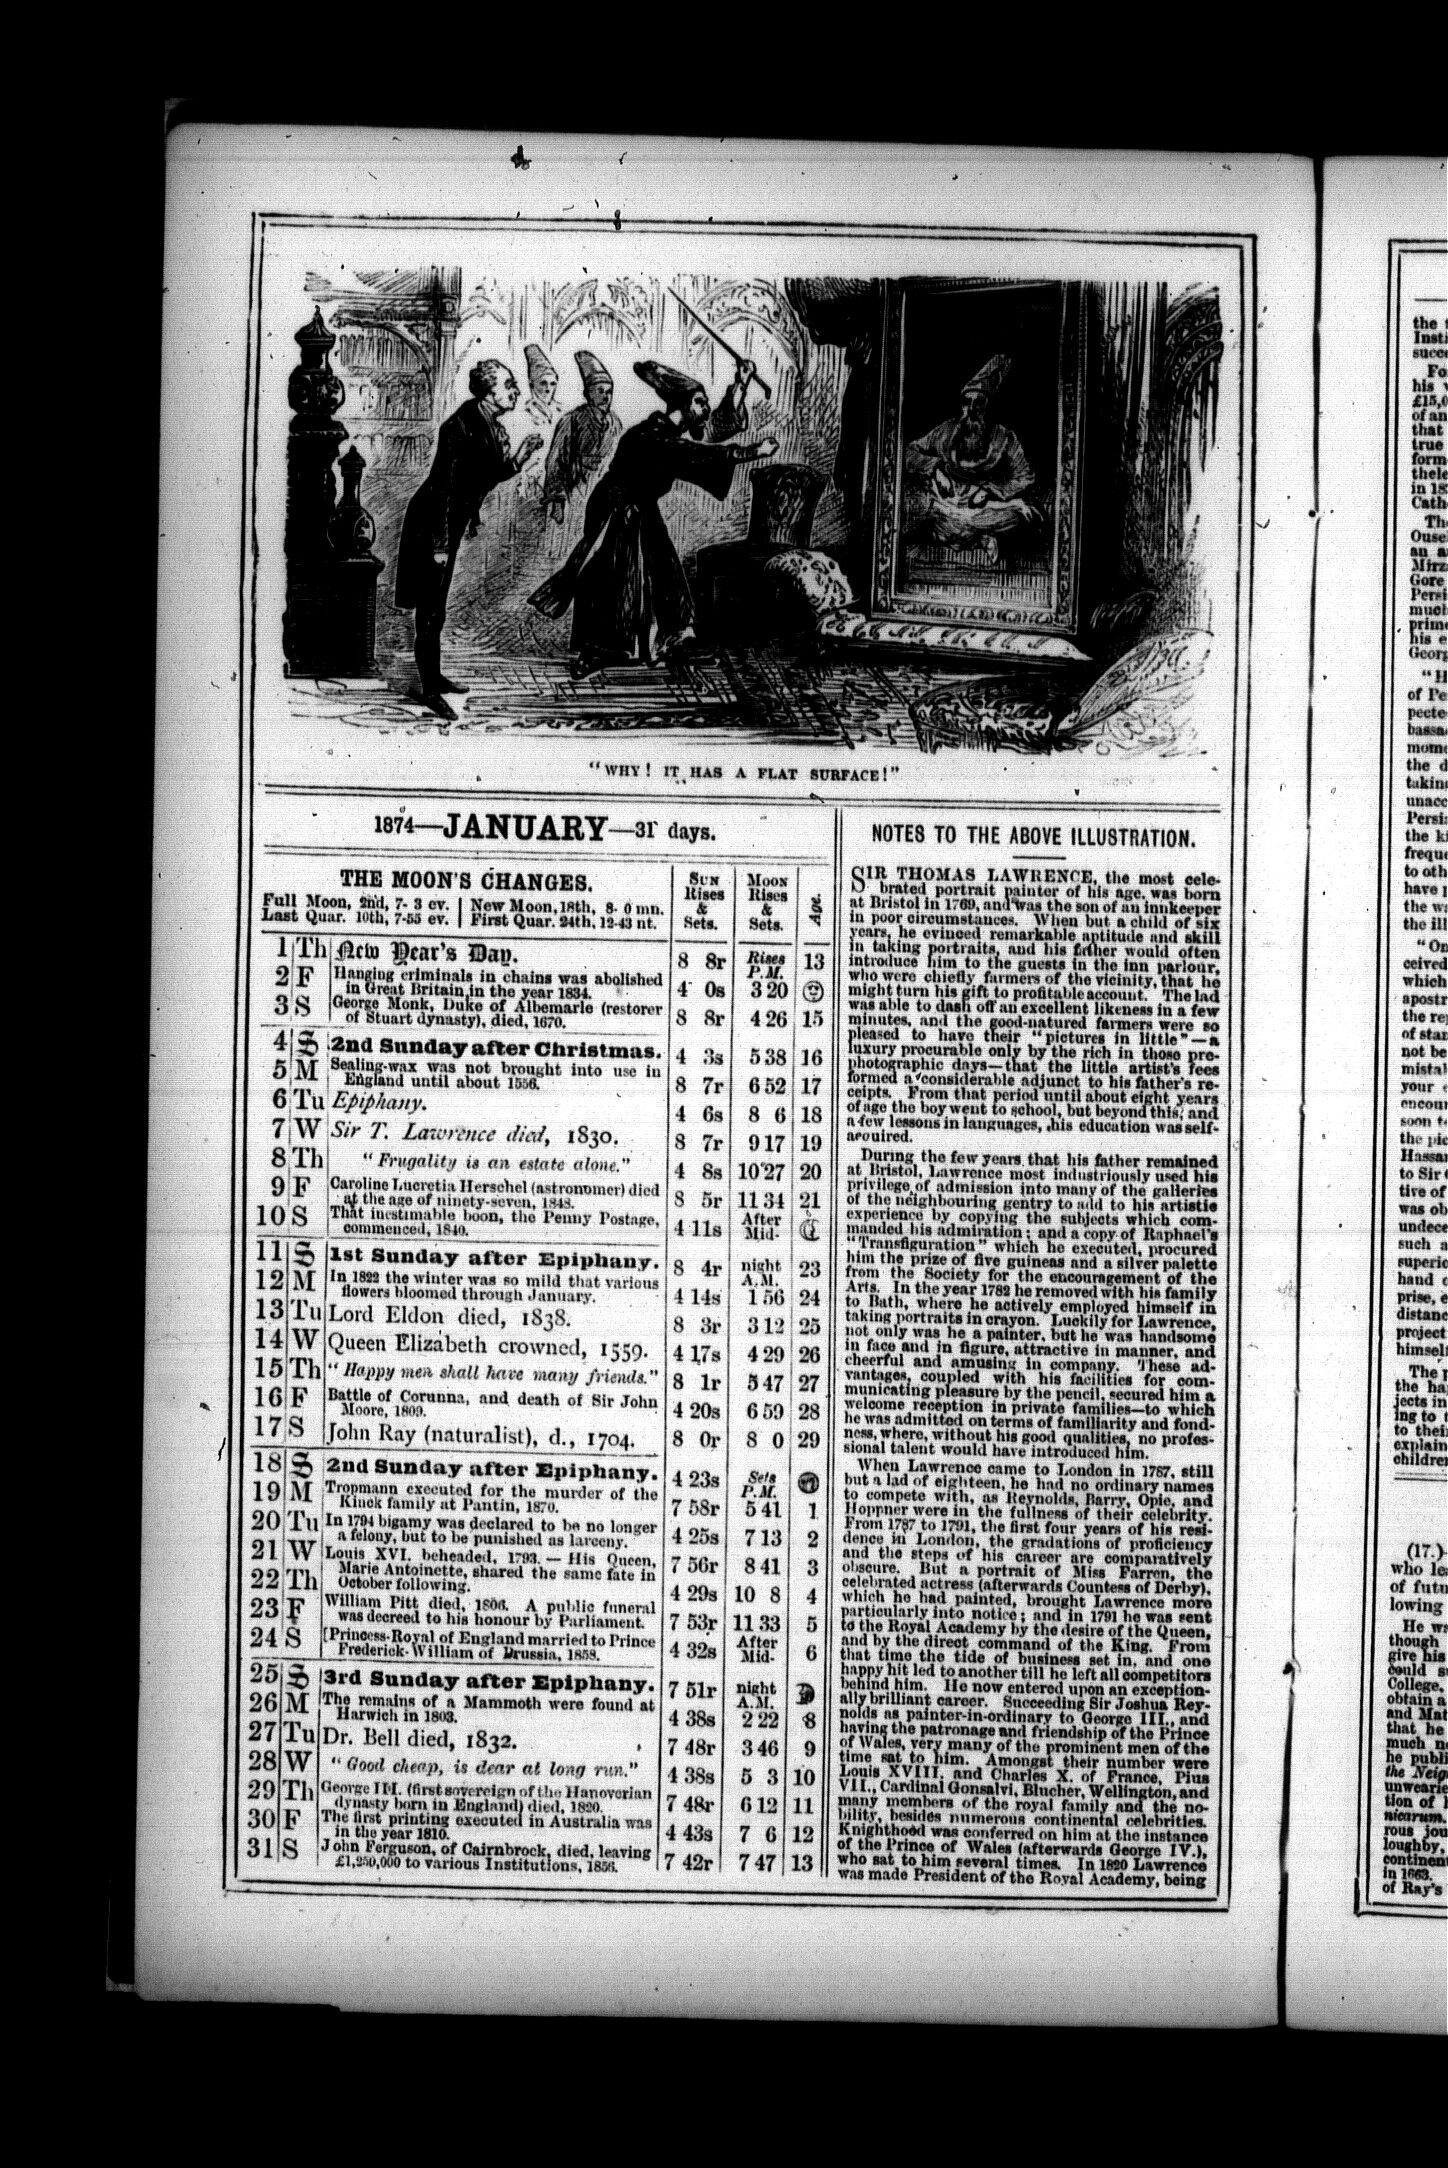 "WHY! IT HAS A FLAT SURFACE!"
1874—JANUARY—31 days.
THE MOON'S CHANGES.
Full Moon, 2nd, 7- 3 ev. | New Moon, 18th, 8- 0 mn.
Last Quar. 10th, 7-55 ev. | First Quar. 24th, 12-43 nt.
Sun Rises & Sets.
Moon Rises & Sets.
Age.
1 Th New Year's Day. 8 8r Rises P.M. 13
2 F Hanging criminals in chains was abolished
in Great Britain in the year 1834. 4 0s 3 20
3 S George Monk, Duke of Albemarle (restorer
of Stuart dynasty), died, 1670. 8 8r 4 26 15
4 S 2nd Sunday after Christmas. 4 3s 5 38 16
5 M Sealing-wax was not brought into use in
England until about 1556. 8 7r 6 52 17
6 Tu Epiphany. 4 6s 8 6 18
7 W Sir T. Lawrence died, 1830. 8 7r 9 17 19
8 Th "Frugality is an estate alone." 4 8s 10 27 20
9 F Caroline Lucretia Herschel (astronomer) died
at the age of ninety-seven, 1848. 8 5r 11 34 21
10 S That inestimable boon, the Penny Postage,
commenced, 1840. 4 11s After Mid-
11 S 1st Sunday after Epiphany. 8 4r night A.M. 23
12 M In 1822 the winter was so mild that various
flowers bloomed through January. 4 14s 1 56 24
13 Tu Lord Eldon died, 1838. 8 3r 3 12 25
14 W Queen Elizabeth crowned, 1559. 4 17s 4 29 26
15 Th "Happy men shall have many friends." 8 1r 5 47 27
16 F Battle of Corunna, and death of Sir John
Moore, 1809. 4 20s 6 59 28
17 S John Ray (naturalist), d., 1704. 8 0r 8 0 29
18 S 2nd Sunday after Epiphany. 4 23s Sets P.M.
19 M Tropmann executed for the murder of the
Kinck family at Pantin, 1870. 7 58r 5 41 1
20 Tu In 1794 bigamy was declared to be no longer
a felony, but to be punished as larceny. 4 25s 7 13 2
21 W Louis XVI. beheaded, 1793. — His Queen,
Marie Antoinette, shared the same fate in 7 56r 8 41 3
22 Th October following. 4 29s 10 8 4
23 F William Pitt died, 1806. A public funeral
was decreed to his honour by Parliament. 7 53r 11 33 5
24 S [Princess-Royal of England married to Prince
Frederick-William of Prussia, 1858. 4 32s After Mid- 6
25 S 3rd Sunday after Epiphany. 7 51r night A.M.
26 M The remains of a Mammoth were found at
Harwich in 1803. 4 38s 2 22 8
27 Tu Dr. Bell died, 1832. 7 48r 3 46 9
28 W "Good cheap, is dear at long run." 4 38s 5 3 10
29 Th George III. (first sovereign of the Hanoverian
dynasty born in England) died, 1820. 7 48r 6 12 11
30 F The first printing executed in Australia was
in the year 1810. 4 43s 7 6 12
31 S John Ferguson, of Cairnbrock, died, leaving
£1,250,000 to various Institutions, 1856. 7 42r 7 47 13
NOTES TO THE ABOVE ILLUSTRATION.
SIR THOMAS LAWRENCE, the most cele-
brated portrait painter of his age, was born
at Bristol in 1769, and was the son of an innkeeper
in poor circumstances. When but a child of six
years, he evinced remarkable aptitude and skill
in taking portraits, and his father would often
introduce him to the guests in the inn parlour,
who were chiefly farmers of the vicinity, that he
might turn his gift to profitable account. The lad
was able to dash off an excellent likeness in a few
minutes, and the good-natured farmers were so
pleased to have their "pictures in little"—a
luxury procurable only by the rich in those pre-
photographic days—that the little artist's fees
formed a considerable adjunct to his father's re-
ceipts. From that period until about eight years
of age the boy went to school, but beyond this, and
a few lessons in languages, his education was self-
acquired.
During the few years that his father remained
at Bristol, Lawrence most industriously used his
privilege of admission into many of the galleries
of the neighbouring gentry to add to his artistic
experience by copying the subjects which com-
manded his admiration; and a copy of Raphael's
"Transfiguration" which he executed, procured
him the prize of five guineas and a silver palette
from the Society for the encouragement of the
Arts. In the year 1782 he removed with his family
to Bath, where he actively employed himself in
taking portraits in crayon. Luckily for Lawrence,
not only was he a painter, but he was handsome
in face and in figure, attractive in manner, and
cheerful and amusing in company. These ad-
vantages, coupled with his facilities for com-
municating pleasure by the pencil, secured him a
welcome reception in private families—to which
he was admitted on terms of familiarity and fond-
ness, where, without his good qualities, no profes-
sional talent would have introduced him.
When Lawrence came to London in 1787, still
but a lad of eighteen, he had no ordinary names
to compete with, as Reynolds, Barry, Opie, and
Hoppner were in the fullness of their celebrity.
From 1787 to 1791, the first four years of his resi-
dence in London, the gradations of proficiency
and the steps of his career are comparatively
obscure. But a portrait of Miss Farren, the
celebrated actress (afterwards Countess of Derby),
which he had painted, brought Lawrence more
particularly into notice; and in 1791 he was sent
to the Royal Academy by the desire of the Queen,
and by the direct command of the King. From
that time the tide of business set in, and one
happy hit led to another till he left all competitors
behind him. He now entered upon an exception-
ally brilliant career. Succeeding Sir Joshua Rey-
nolds as painter-in-ordinary to George III., and
having the patronage and friendship of the Prince
of Wales, very many of the prominent men of the
time sat to him. Amongst their number were
Louis XVIII. and Charles X. of France, Pius
VII., Cardinal Gonsalvi, Blucher, Wellington, and
many members of the royal family and the no-
bility, besides numerous continental celebrities.
Knighthood was conferred on him at the instance
of the Prince of Wales (afterwards George IV.),
who sat to him several times. In 1820 Lawrence
was made President of the Royal Academy, being